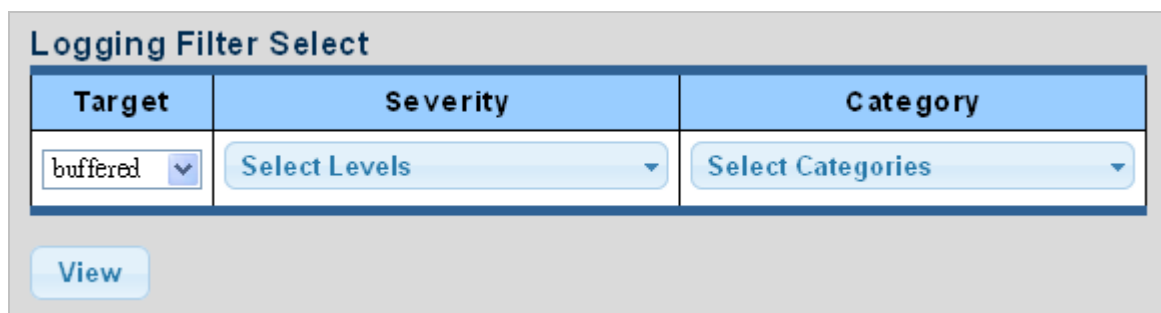 Logging Filter Select
Target Severity Category
buffered Select Levels Select Categories
View